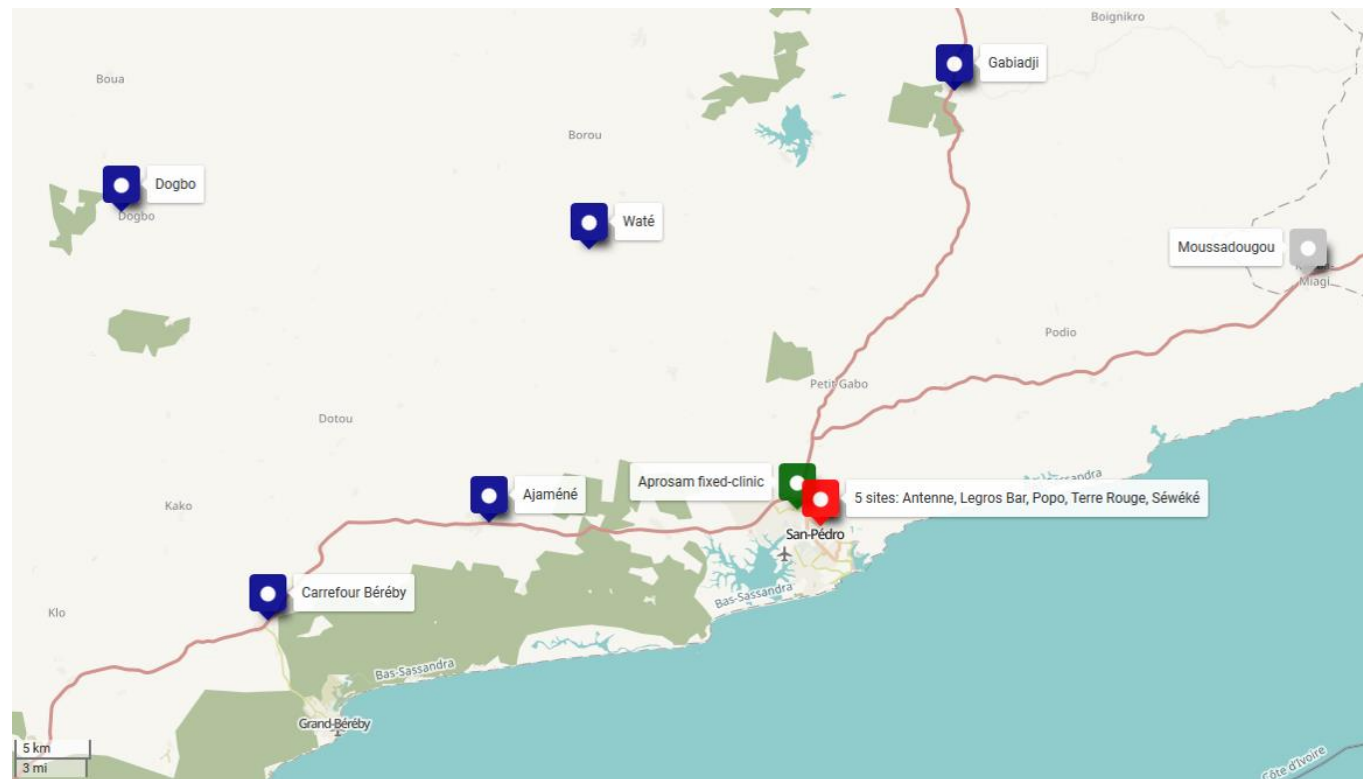 Boignikro
Gabiadji
Boua
Borou
Dogbo
Dogbo
Waté
Moussadougou
Miagi
Podio
Petit Gabo
Dotou
Aprosam fixed-clinic
Ajaméné
5 sites: Antenne, Legros Bar, Popo, Terre Rouge, Séwéké
Kako
San-Pédro
Carrefour Béréby
Bas-Sassandra
Klo
Bas-Sassandra
Grand-Béréby
5 km
3 mi
Côte d'Ivoire